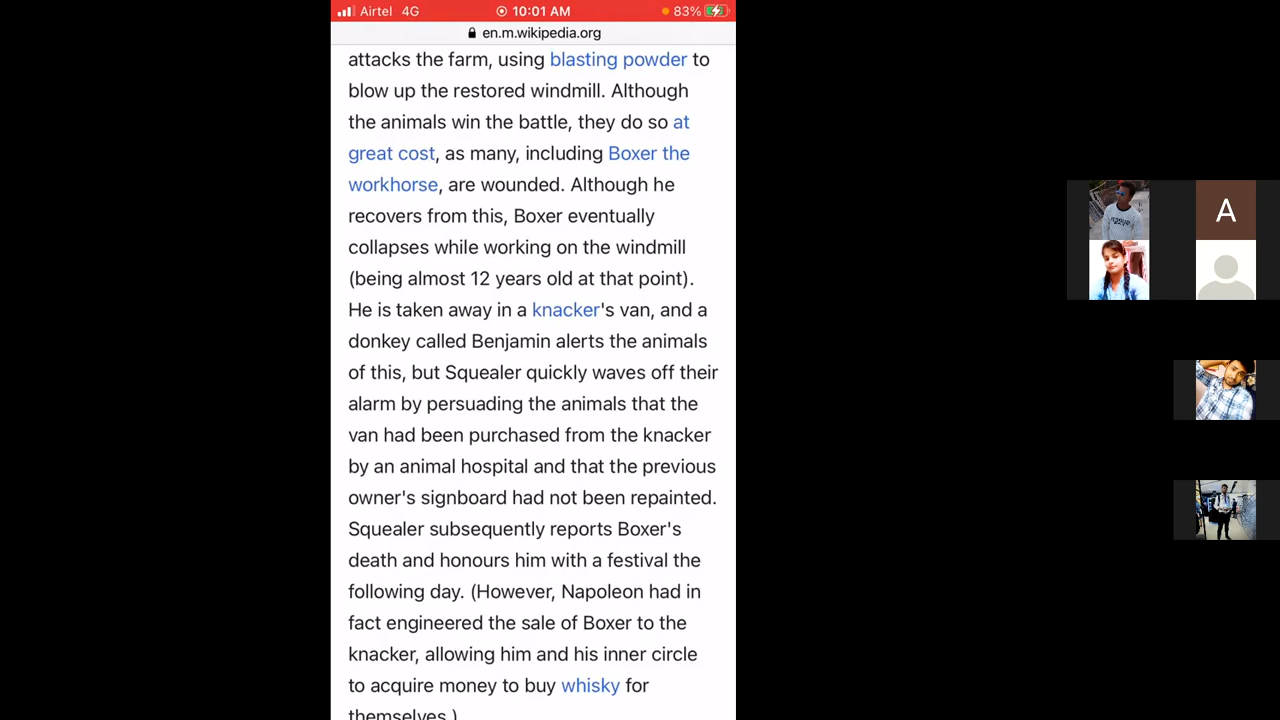 Airtel 4G 10:01 AM 83%
en.m.wikipedia.org
attacks the farm, using blasting powder to
blow up the restored windmill. Although
the animals win the battle, they do so at
great cost, as many, including Boxer the
workhorse, are wounded. Although he
recovers from this, Boxer eventually
collapses while working on the windmill
(being almost 12 years old at that point).
He is taken away in a knacker's van, and a
donkey called Benjamin alerts the animals
of this, but Squealer quickly waves off their
alarm by persuading the animals that the
van had been purchased from the knacker
by an animal hospital and that the previous
owner's signboard had not been repainted.
Squealer subsequently reports Boxer's
death and honours him with a festival the
following day. (However, Napoleon had in
fact engineered the sale of Boxer to the
knacker, allowing him and his inner circle
to acquire money to buy whisky for
themselves.)
A